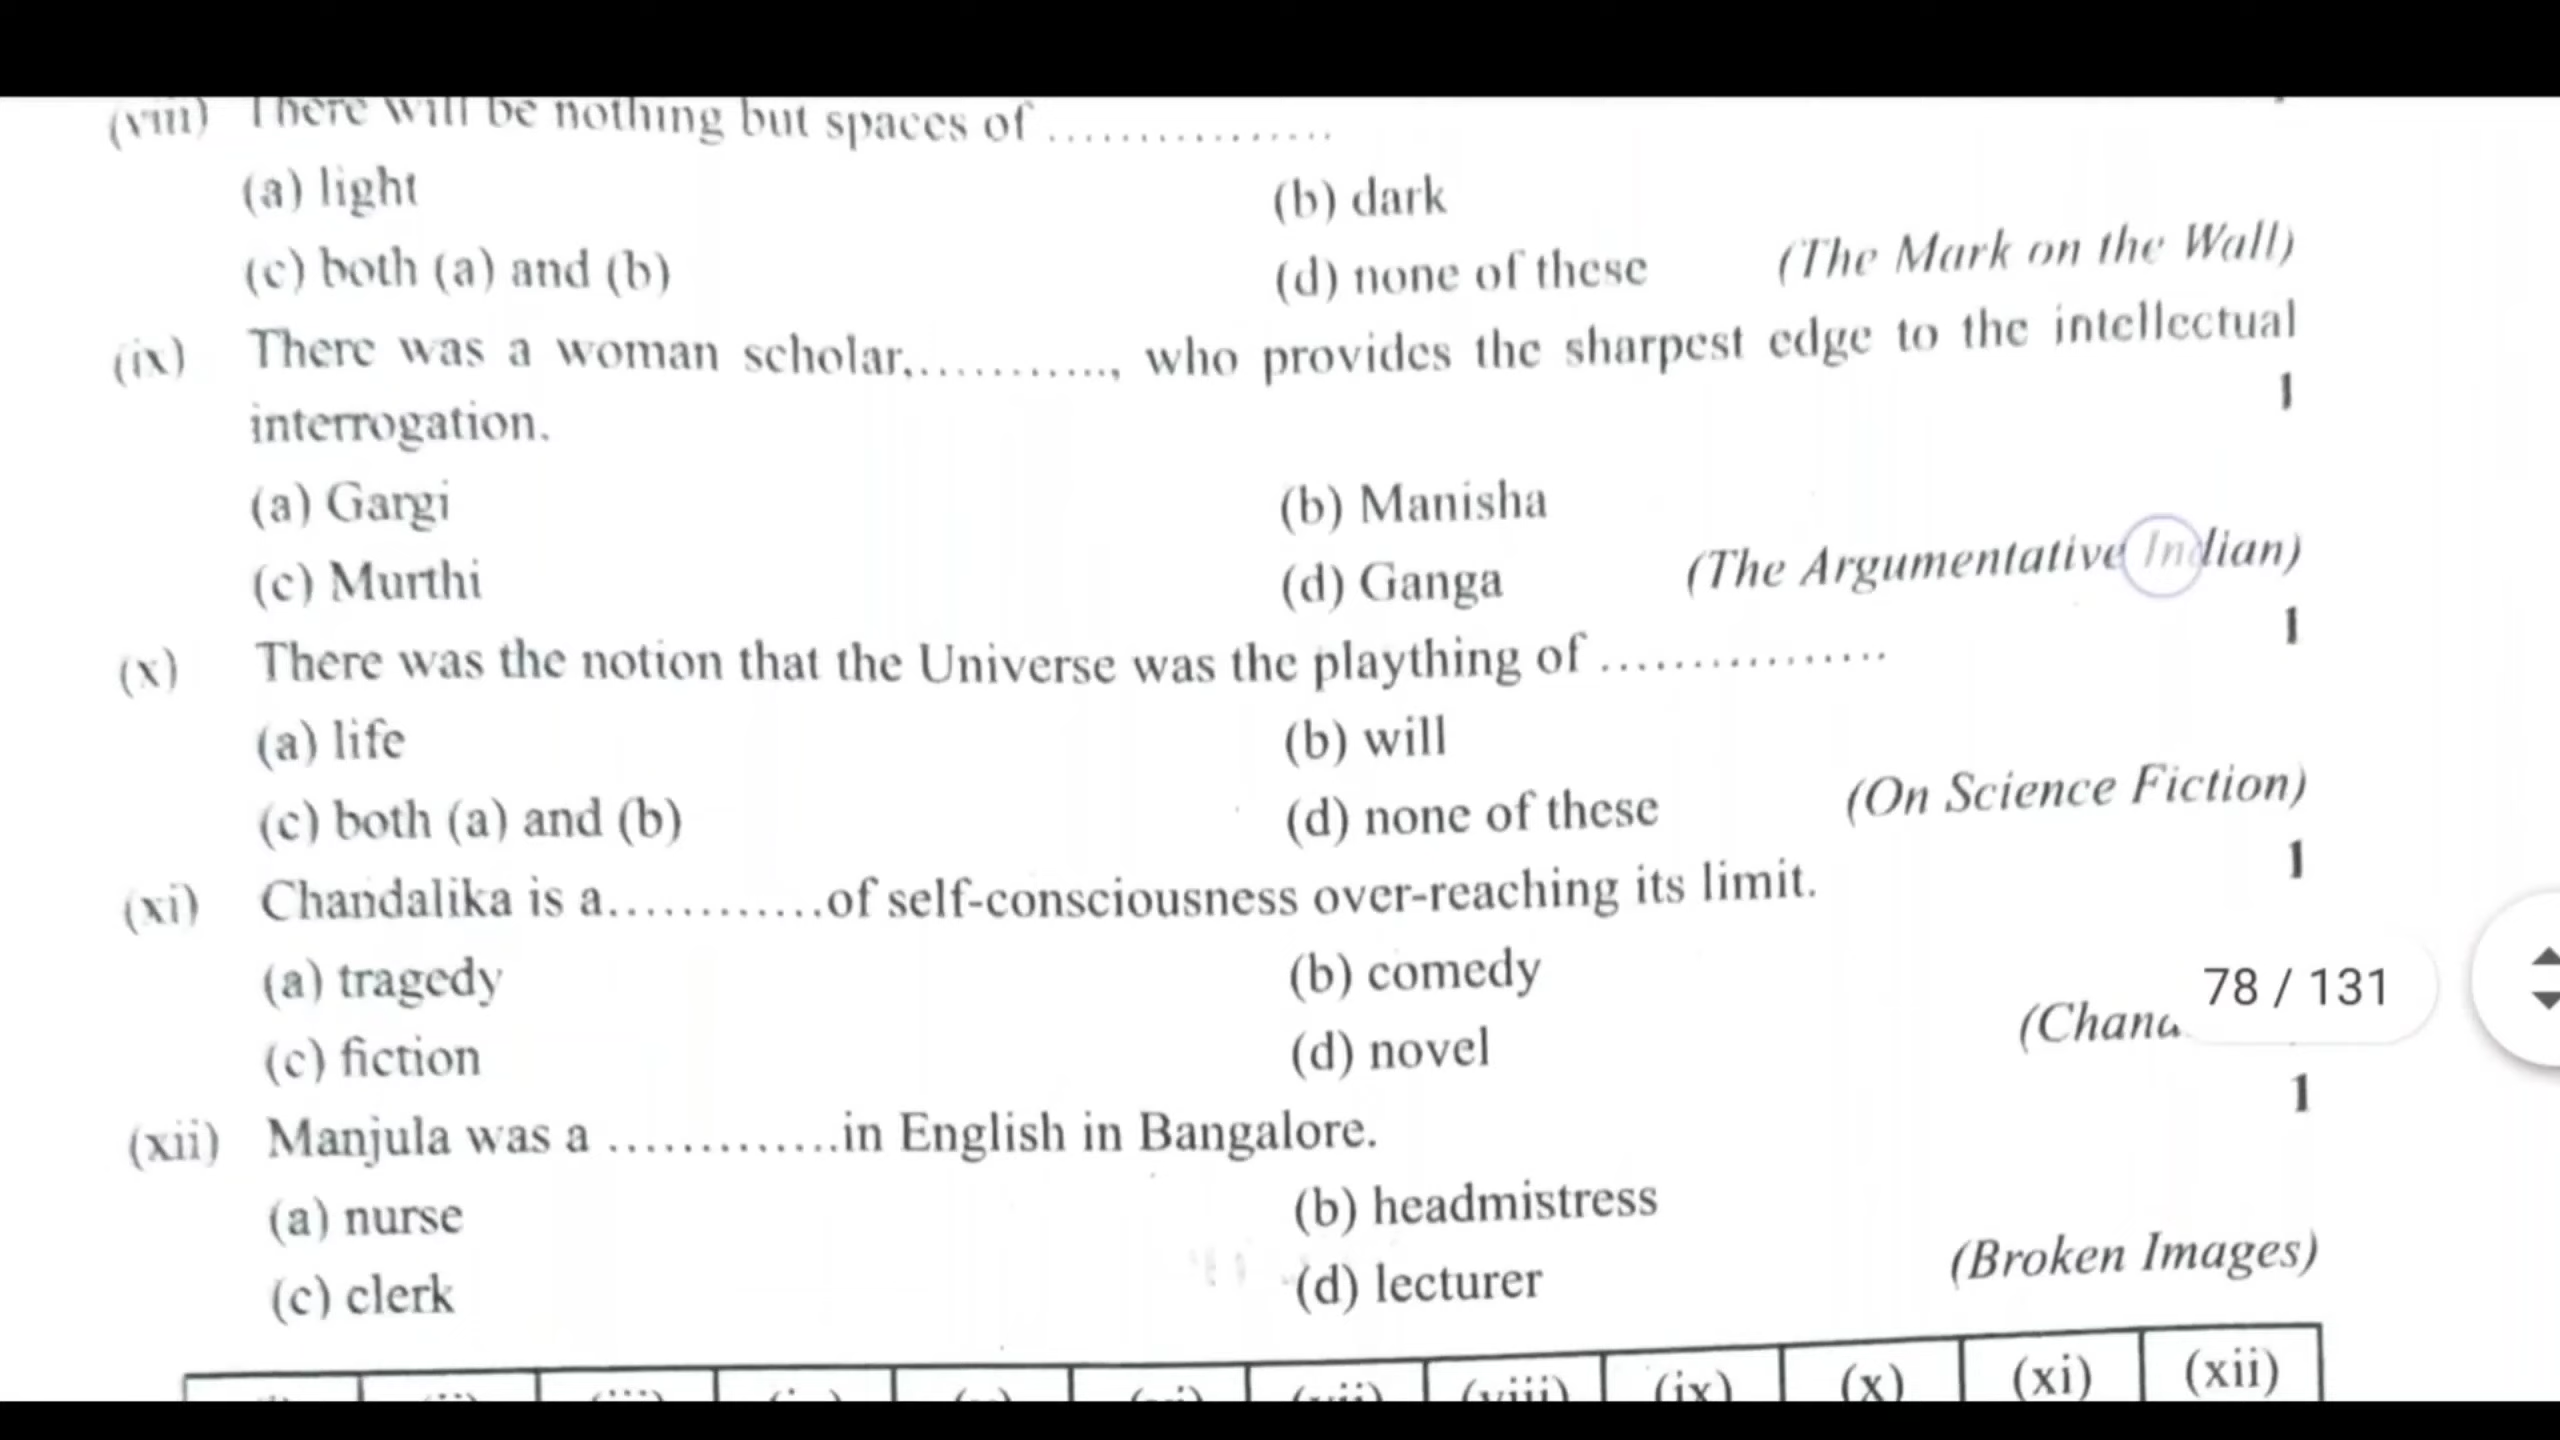 (viii) There will be nothing but spaces of ................
(a) light (b) dark
(c) both (a) and (b) (d) none of these (The Mark on the Wall)
(ix) There was a woman scholar,............, who provides the sharpest edge to the intellectual
interrogation. 1
(a) Gargi (b) Manisha
(c) Murthi (d) Ganga (The Argumentative Indian)
1
(x) There was the notion that the Universe was the plaything of ................
(a) life (b) will
(c) both (a) and (b) (d) none of these (On Science Fiction)
1
(xi) Chandalika is a............of self-consciousness over-reaching its limit.
(a) tragedy (b) comedy
78 / 131
(c) fiction (d) novel (Chana
1
(xii) Manjula was a .............in English in Bangalore.
(a) nurse (b) headmistress
(c) clerk (d) lecturer (Broken Images)
(viii) (ix) (x) (xi) (xii)